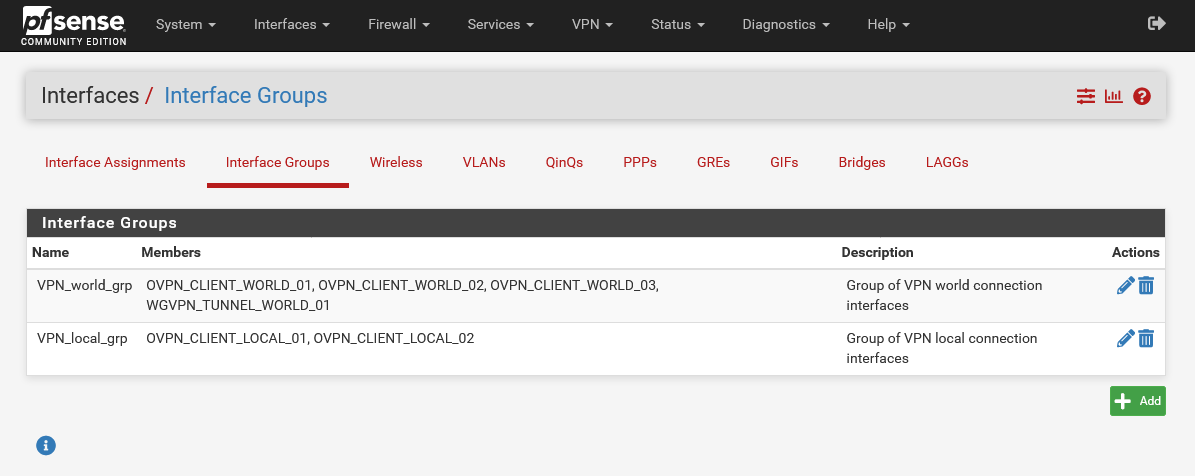 pfsense
COMMUNITY EDITION
System Interfaces Firewall Services VPN Status Diagnostics Help
Interfaces / Interface Groups
Interface Assignments Interface Groups Wireless VLANs QinQs PPPs GREs GIFs Bridges LAGGs
Interface Groups
Name Members Description Actions
VPN_world_grp OVPN_CLIENT_WORLD_01, OVPN_CLIENT_WORLD_02, OVPN_CLIENT_WORLD_03, Group of VPN world connection
WGVPN_TUNNEL_WORLD_01 interfaces
VPN_local_grp OVPN_CLIENT_LOCAL_01, OVPN_CLIENT_LOCAL_02 Group of VPN local connection
interfaces
Add